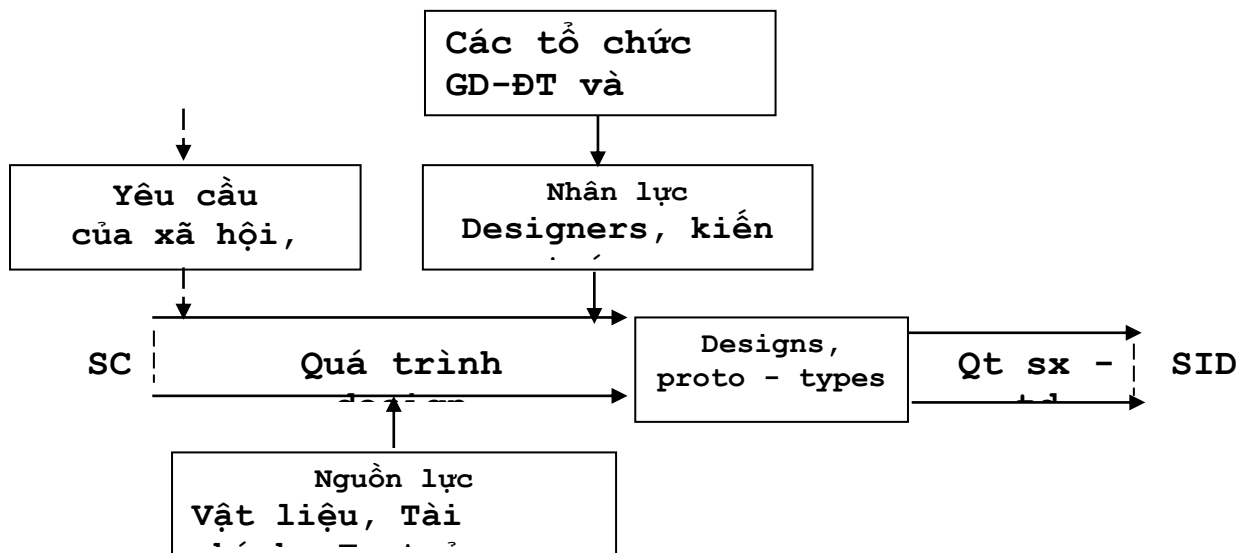 Các tổ chức
GD-ĐT và
Yêu cầu
của xã hội,
Nhân lực
Designers, kiến
SC
Quá trình
design
Designs,
proto - types
Qt sx -
SID
Nguồn lực
Vật liệu, Tài